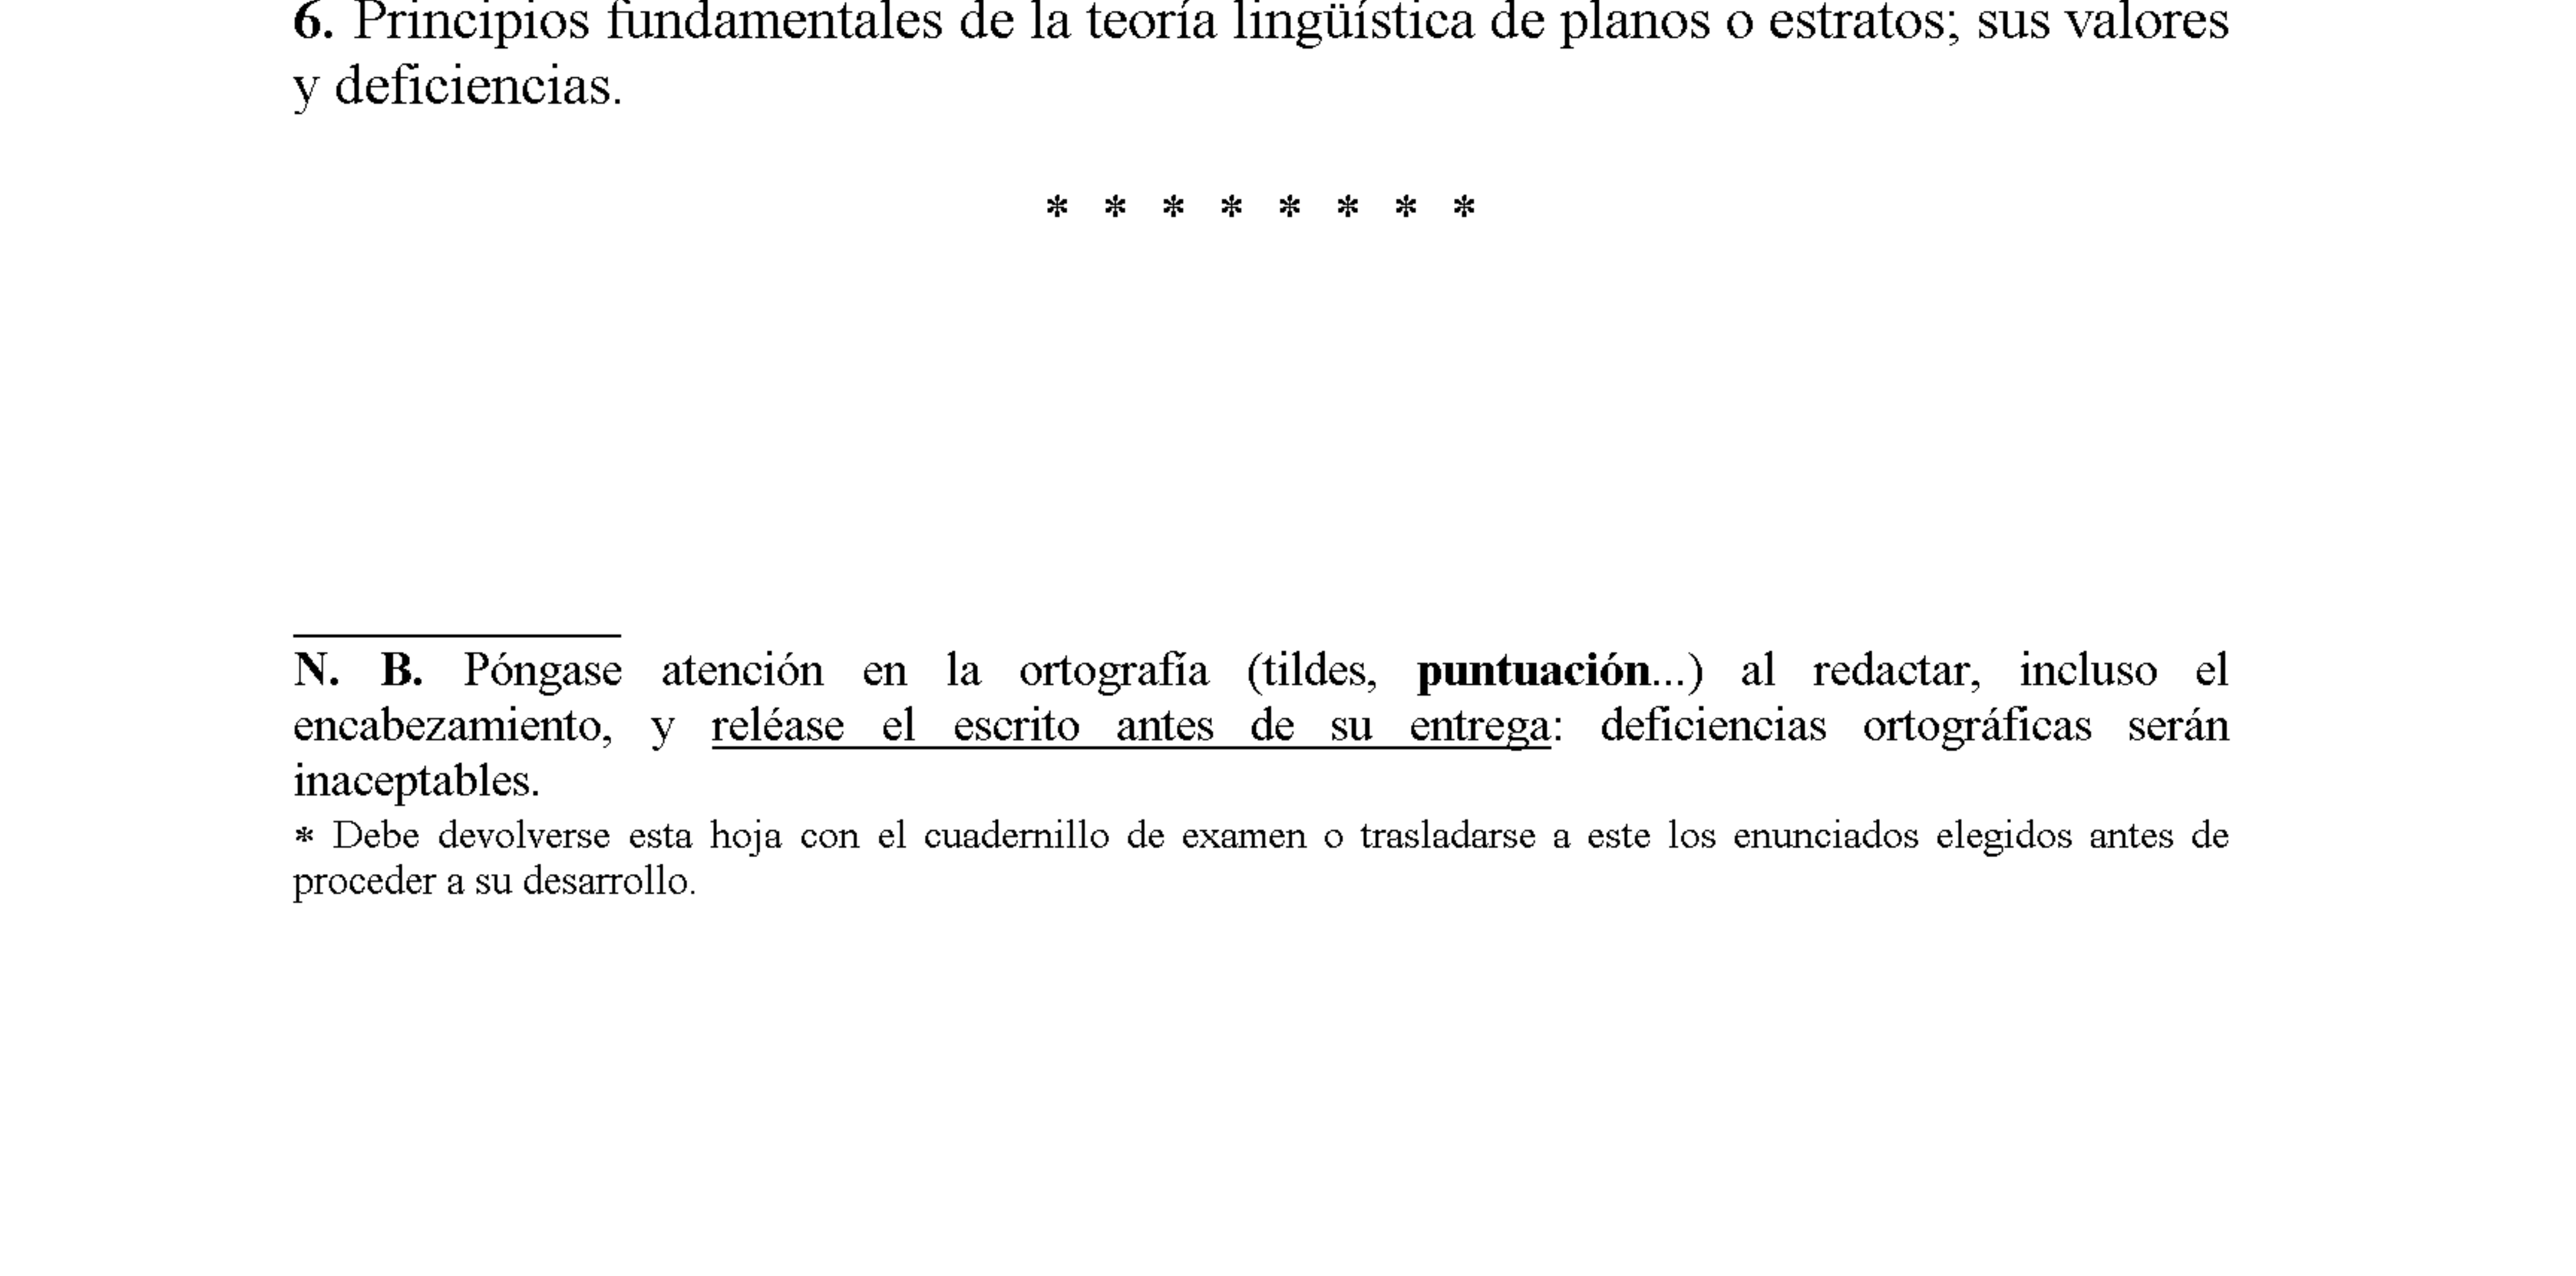 6. Principios fundamentales de la teoría lingüística de planos o estratos; sus valores
y deficiencias.
* * * * * * * *
N. B. Póngase atención en la ortografía (tildes, puntuación...) al redactar, incluso el
encabezamiento, y reléase el escrito antes de su entrega: deficiencias ortográficas serán
inaceptables.
* Debe devolverse esta hoja con el cuadernillo de examen o trasladarse a este los enunciados elegidos antes de
proceder a su desarrollo.